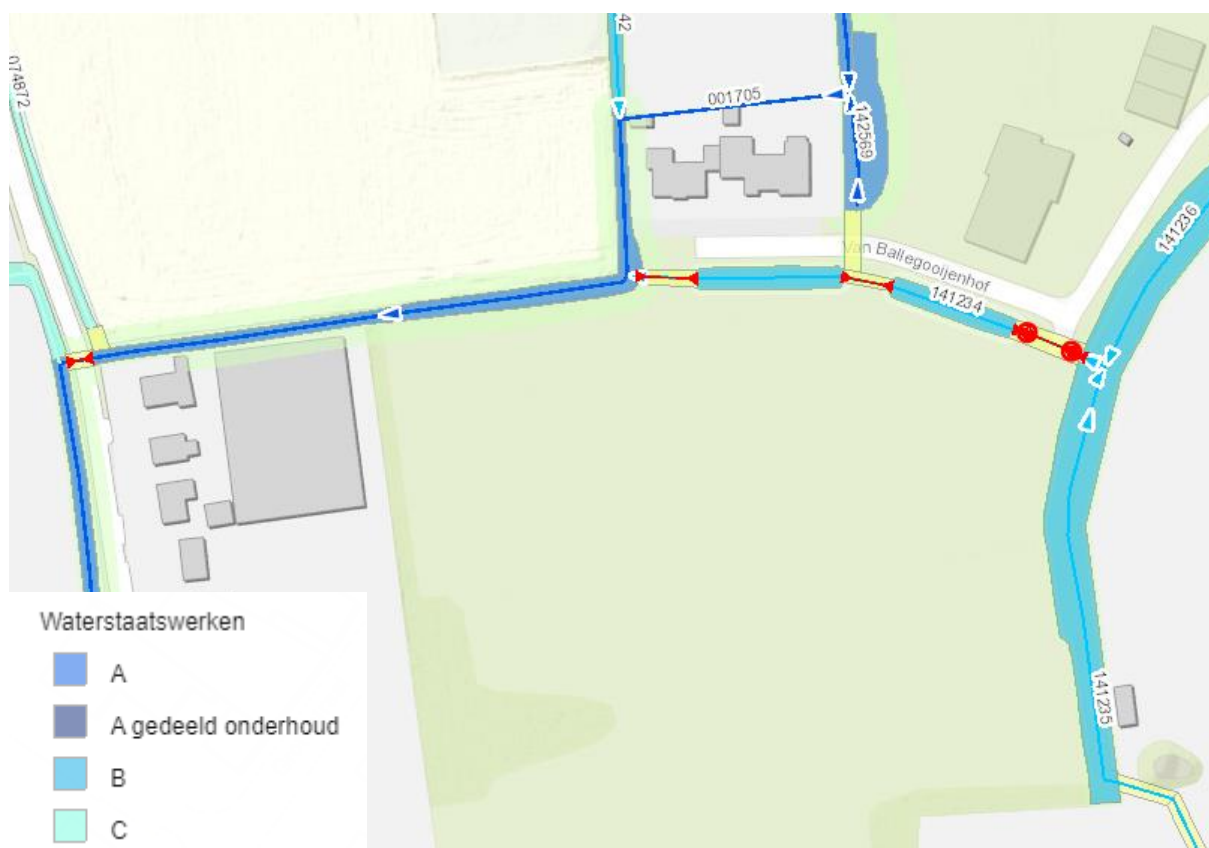 42
074872
001705
142569
141236
Van Ballegooijenhof
141234
141235
Waterstaatswerken
A
A gedeeld onderhoud
B
C